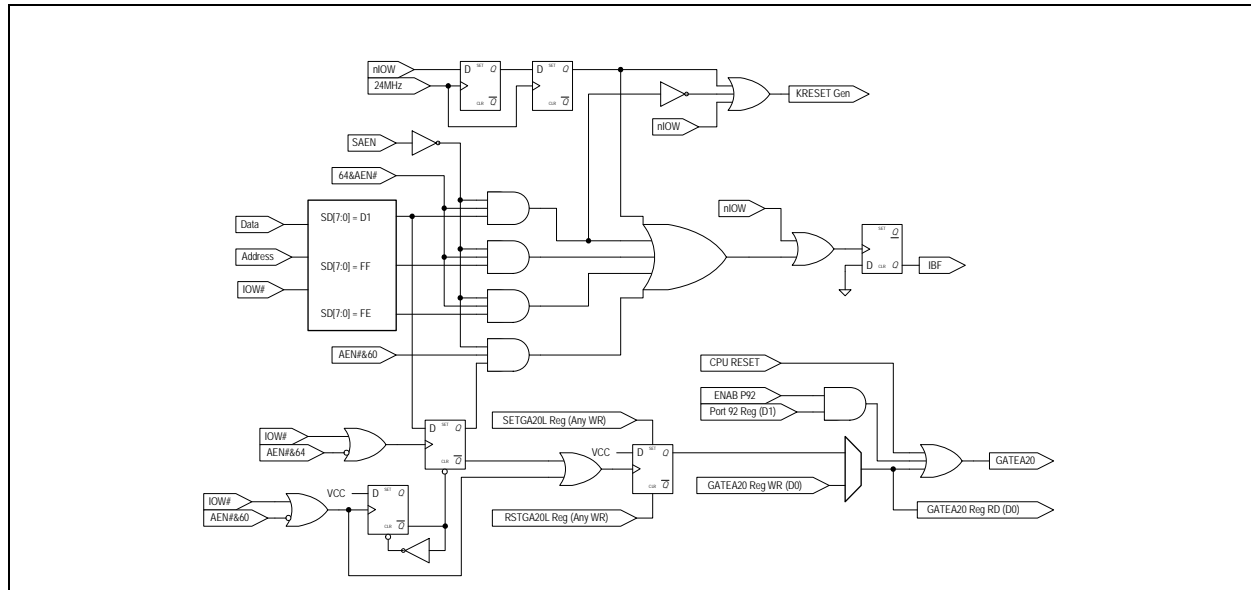 nIOW
24MHz
D SET Q
CLR Q
D SET Q
CLR Q
KRESET Gen
nIOW
SAEN
64&AEN#
Data
Address
IOW#
SD[7:0] = D1
SD[7:0] = FF
SD[7:0] = FE
AEN#&60
nIOW
SET Q
D CLR Q
IBF
CPU RESET
ENAB P92
Port 92 Reg (D1)
GATEA20
IOW#
AEN#&64
D SET Q
CLR Q
SETGA20L Reg (Any WR)
VCC
D SET Q
CLR Q
RSTGA20L Reg (Any WR)
GATEA20 Reg WR (D0)
GATEA20 Reg RD (D0)
IOW#
AEN#&60
VCC
D SET Q
CLR Q